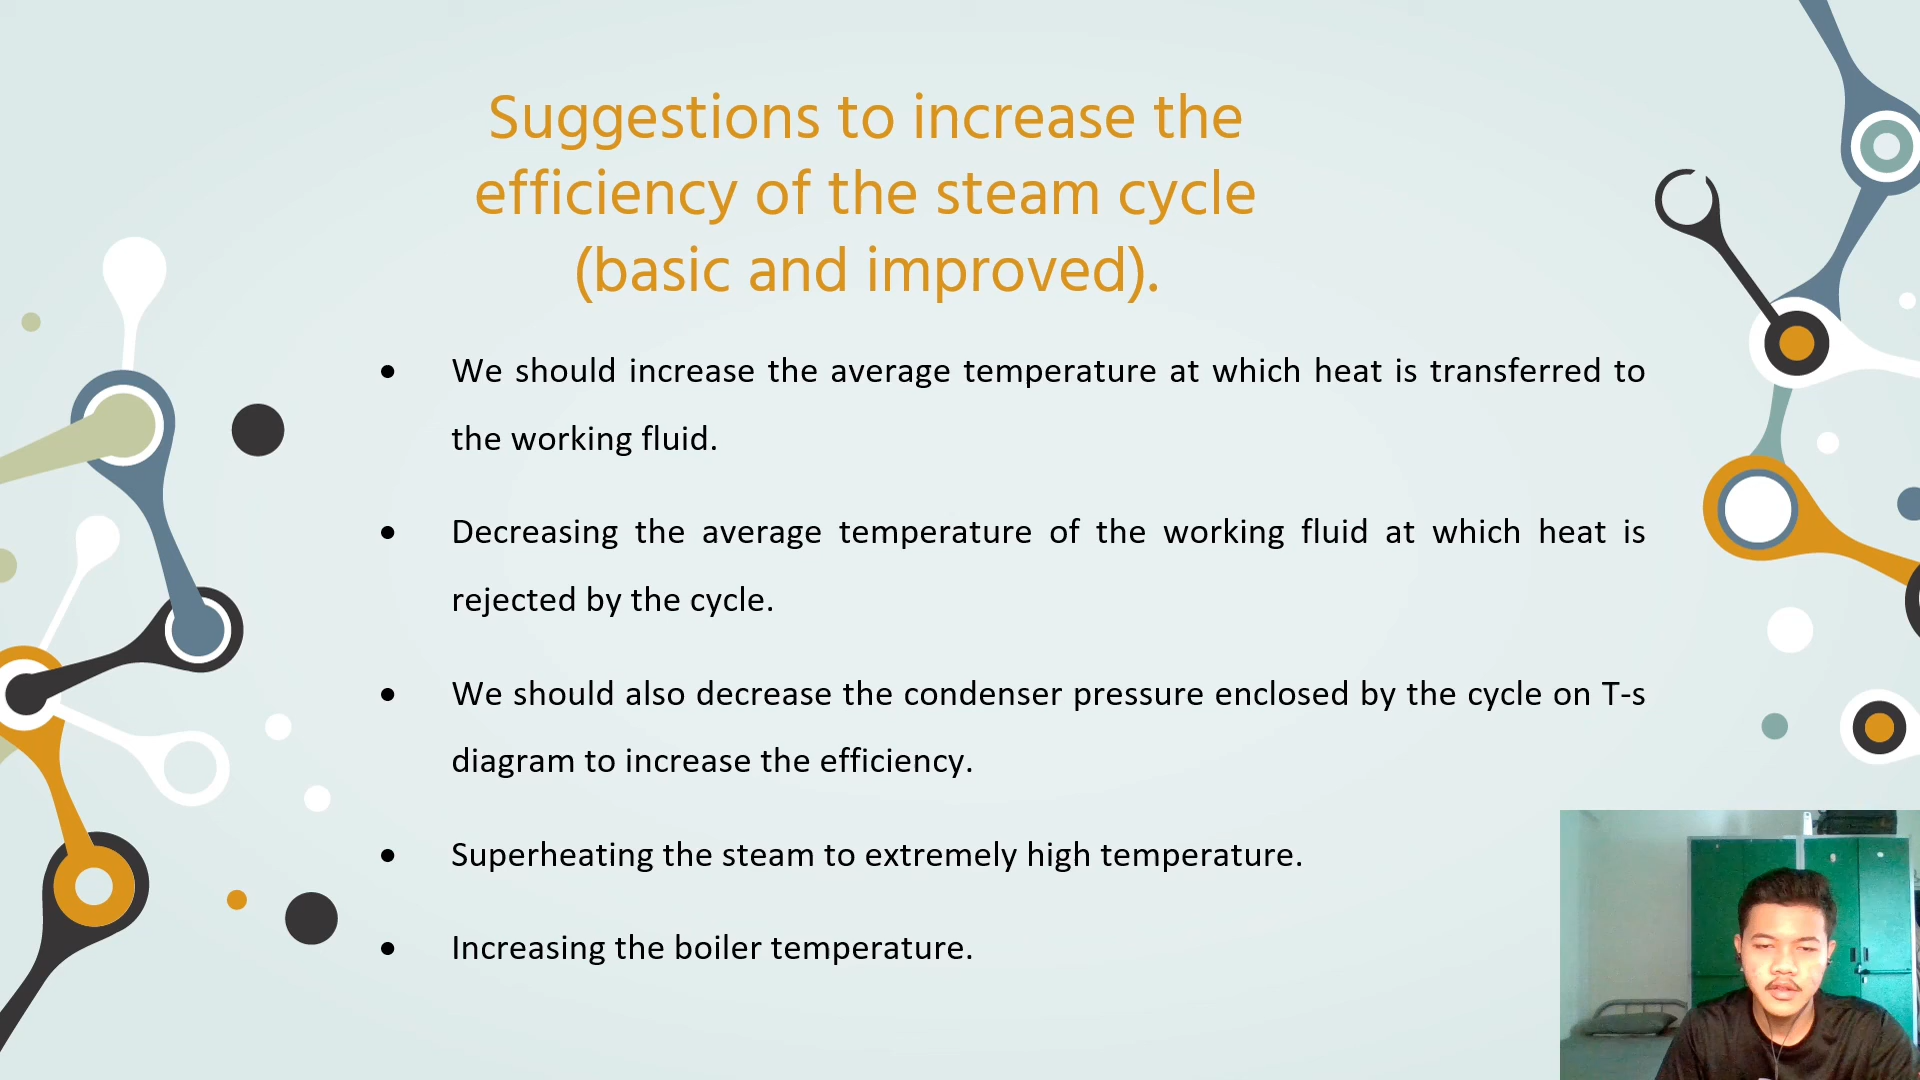 Suggestions to increase the
efficiency of the steam cycle
(basic and improved).
• We should increase the average temperature at which heat is transferred to
the working fluid.
• Decreasing the average temperature of the working fluid at which heat is
rejected by the cycle.
• We should also decrease the condenser pressure enclosed by the cycle on T-s
diagram to increase the efficiency.
• Superheating the steam to extremely high temperature.
• Increasing the boiler temperature.